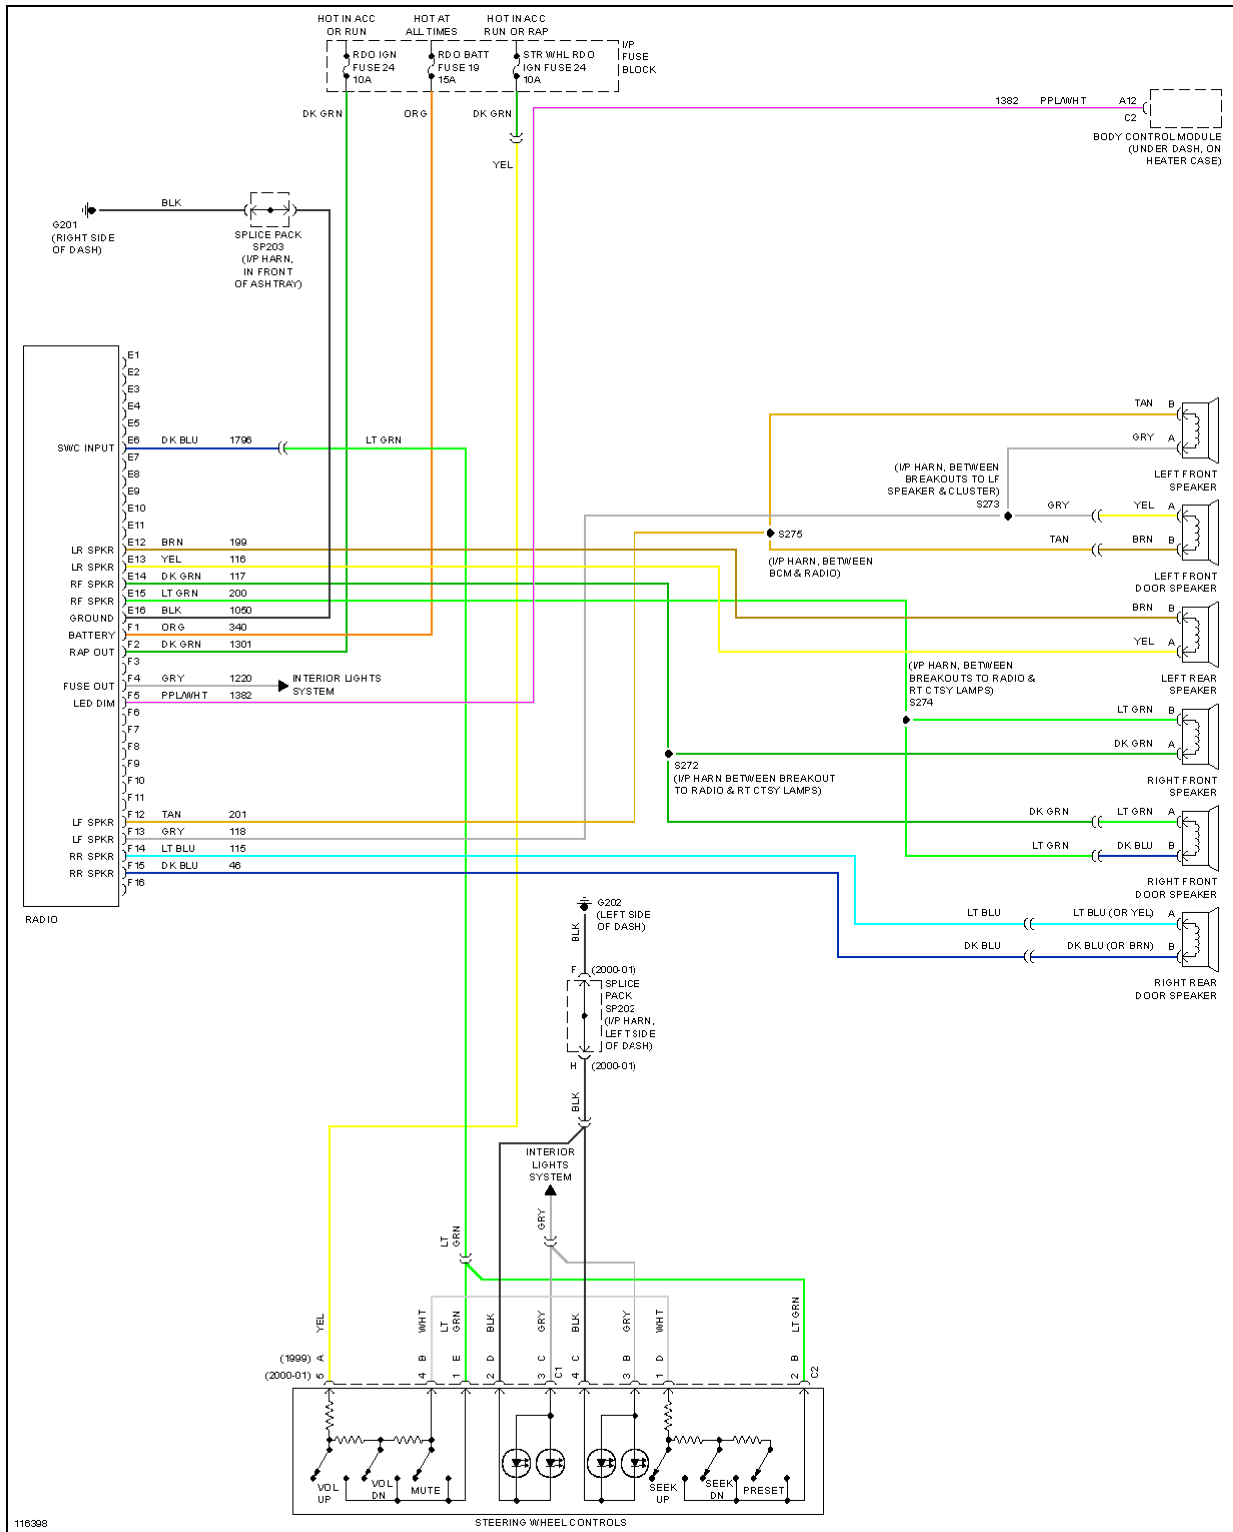 HOT IN ACC
OR RUN
HOT AT
ALL TIMES
HOT IN ACC
RUN OR RAP
RDO IGN
FUSE 24
10A
RDO BATT
FUSE 19
15A
STR WHL RDO
IGN FUSE 24
10A
I/P
FUSE
BLOCK
DK GRN
ORG
DK GRN
YEL
1382 PPL/WHT A12
C2
BODY CONTROL MODULE
(UNDER DASH, ON
HEATER CASE)
BLK
G201
(RIGHT SIDE
OF DASH)
SPLICE PACK
SP203
(I/P HARN,
IN FRONT
OF ASHTRAY)
E1
E2
E3
E4
E5
SWC INPUT E6 DK BLU 1796 LT GRN
E7
E8
E9
E10
E11
LR SPKR E12 BRN 199
LR SPKR E13 YEL 116
RF SPKR E14 DK GRN 117
RF SPKR E15 LT GRN 200
GROUND E16 BLK 1050
BATTERY F1 ORG 340
RAP OUT F2 DK GRN 1301
F3
FUSE OUT F4 GRY 1220
INTERIOR LIGHTS
SYSTEM
LED DIM F5 PPL/WHT 1382
F6
F7
F8
F9
F10
F11
LF SPKR F12 TAN 201
LF SPKR F13 GRY 118
RR SPKR F14 LT BLU 115
RR SPKR F15 DK BLU 46
F16
RADIO
TAN B
GRY A
LEFT FRONT
SPEAKER
(I/P HARN, BETWEEN
BREAKOUTS TO LF
SPEAKER & CLUSTER)
S273
GRY YEL A
S275
TAN BRN B
(I/P HARN, BETWEEN
BCM & RADIO)
LEFT FRONT
DOOR SPEAKER
BRN B
YEL A
LEFT REAR
SPEAKER
(I/P HARN, BETWEEN
BREAKOUTS TO RADIO &
RT CTSY LAMPS)
S274
LT GRN B
DK GRN A
RIGHT FRONT
SPEAKER
S272
(I/P HARN BETWEEN BREAKOUT
TO RADIO & RT CTSY LAMPS)
DK GRN LT GRN A
LT GRN DK BLU B
RIGHT FRONT
DOOR SPEAKER
LT BLU LT BLU (OR YEL) A
DK BLU DK BLU (OR BRN) B
RIGHT REAR
DOOR SPEAKER
G202
(LEFT SIDE
OF DASH)
BLK
F (2000-01)
SPLICE
PACK
SP202
(I/P HARN,
LEFT SIDE
OF DASH)
H (2000-01)
BLK
INTERIOR
LIGHTS
SYSTEM
GRY
LT
GRN
YEL
WHT
LT
GRN
BLK
GRY
BLK
GRY
WHT
LT GRN
(1999) A B E D C C B D B
(2000-01) 5 4 1 2 3 C1 4 3 1 2 C2
VOL
UP
VOL
DN
MUTE
SEEK
UP
SEEK
DN
PRESET
STEERING WHEEL CONTROLS
116398